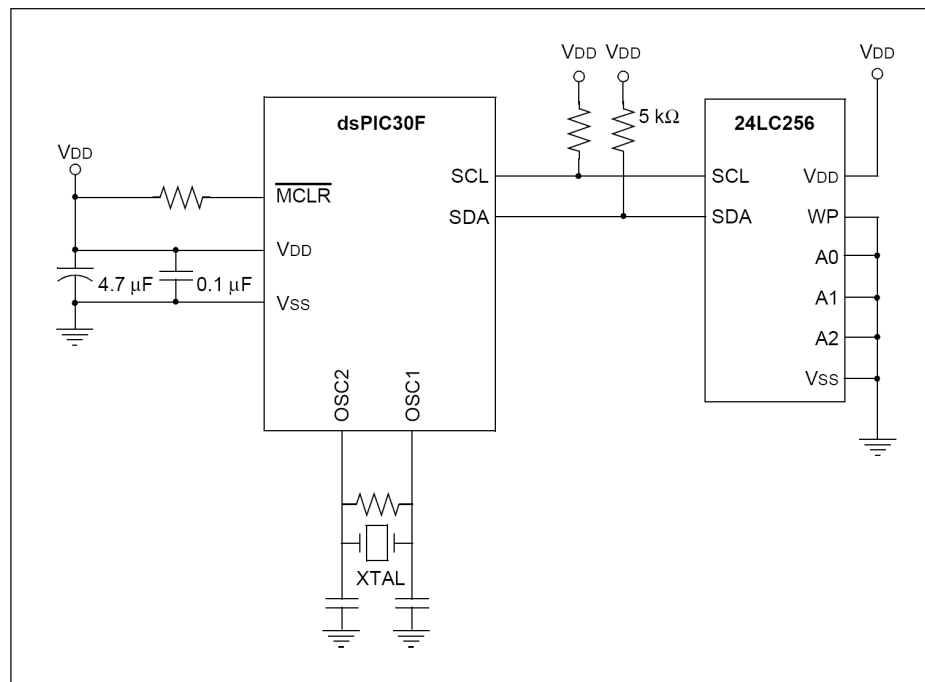 VDD
VDD
VDD
dsPIC30F
5 kΩ
24LC256
VDD
MCLR
SCL
SCL
VDD
SDA
SDA
WP
VDD
A0
4.7 μF
0.1 μF
VSS
A1
A2
VSS
OSC2
OSC1
XTAL